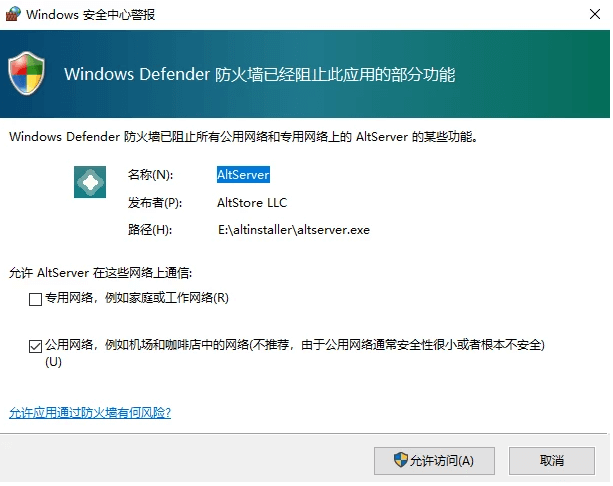 Windows 安全中心警报
Windows Defender 防火墙已经阻止此应用的部分功能
Windows Defender 防火墙已阻止所有公用网络和专用网络上的 AltServer 的某些功能。
名称(N): AltServer
发布者(P): AltStore LLC
路径(H): E:\altinstaller\altserver.exe
允许 AltServer 在这些网络上通信:
专用网络，例如家庭或工作网络(R)
公用网络，例如机场和咖啡店中的网络(不推荐，由于公用网络通常安全性很小或者根本不安全)
(U)
允许应用通过防火墙有何风险?
允许访问(A) 取消